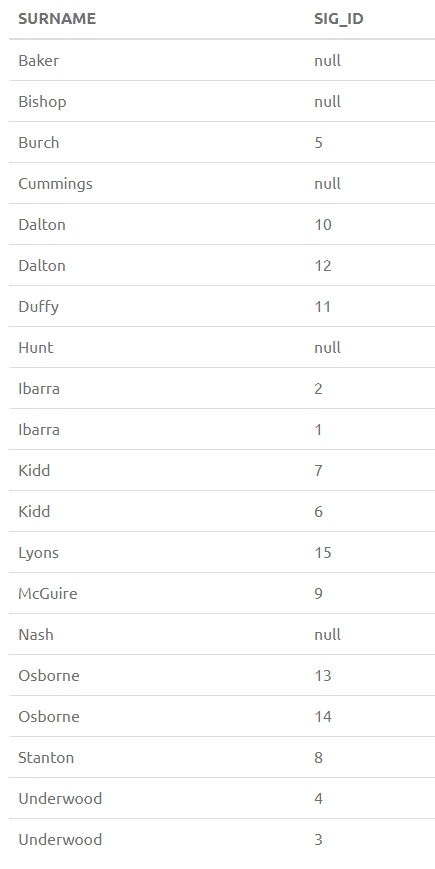 SURNAME SIG_ID
Baker null
Bishop null
Burch 5
Cummings null
Dalton 10
Dalton 12
Duffy 11
Hunt null
Ibarra 2
Ibarra 1
Kidd 7
Kidd 6
Lyons 15
McGuire 9
Nash null
Osborne 13
Osborne 14
Stanton 8
Underwood 4
Underwood 3